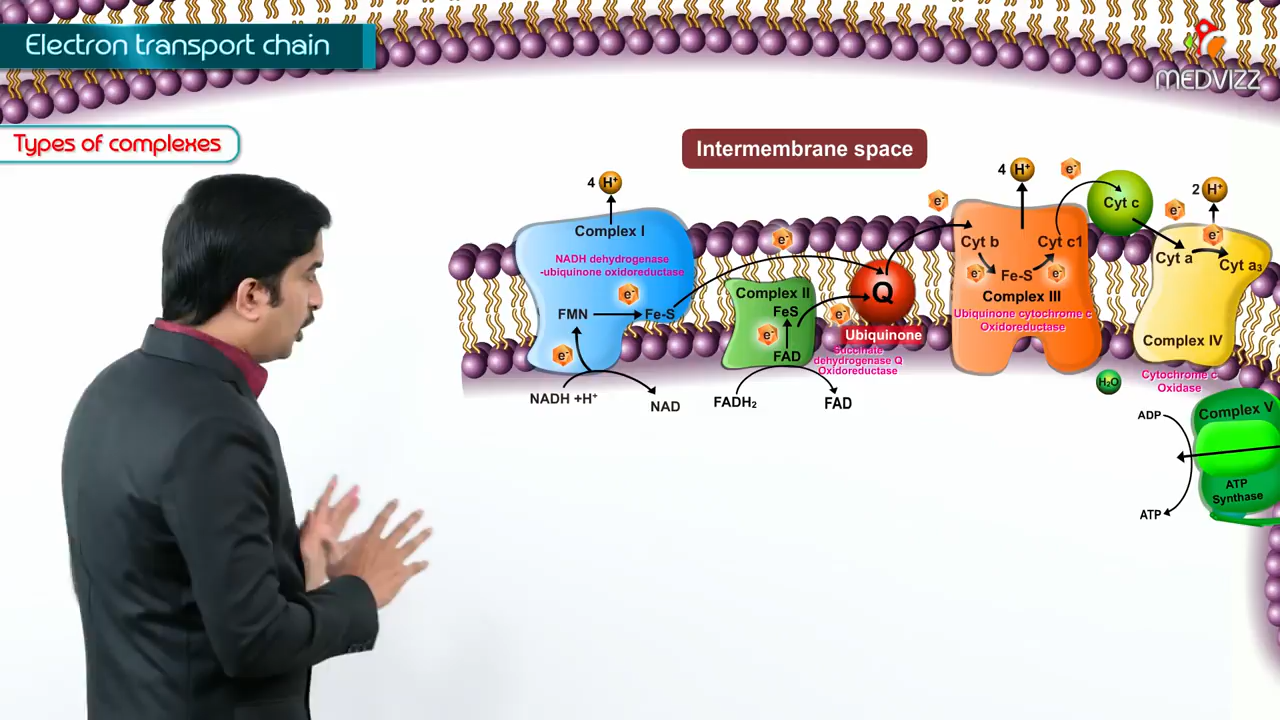 Electron transport chain
MEDVIZZ
Types of complexes
Intermembrane space
4 H+
Complex I
NADH dehydrogenase
-ubiquinone oxidoreductase
e-
FMN
Fe-S
e-
NADH +H+
NAD
e-
Complex II
FeS
e-
FAD
FADH₂
FAD
e-
Q
Ubiquinone
Succinate
dehydrogenase Q
Oxidoreductase
e-
4 H+
e-
Cyt b
Cyt c1
e-
Fe-S
e-
Complex III
Ubiquinone cytochrome c
Oxidoreductase
Cyt c
e-
2 H+
e-
Cyt a
Cyt a₃
Complex IV
Cytochrome c
Oxidase
H₂O
ADP
ATP
Complex V
ATP
Synthase